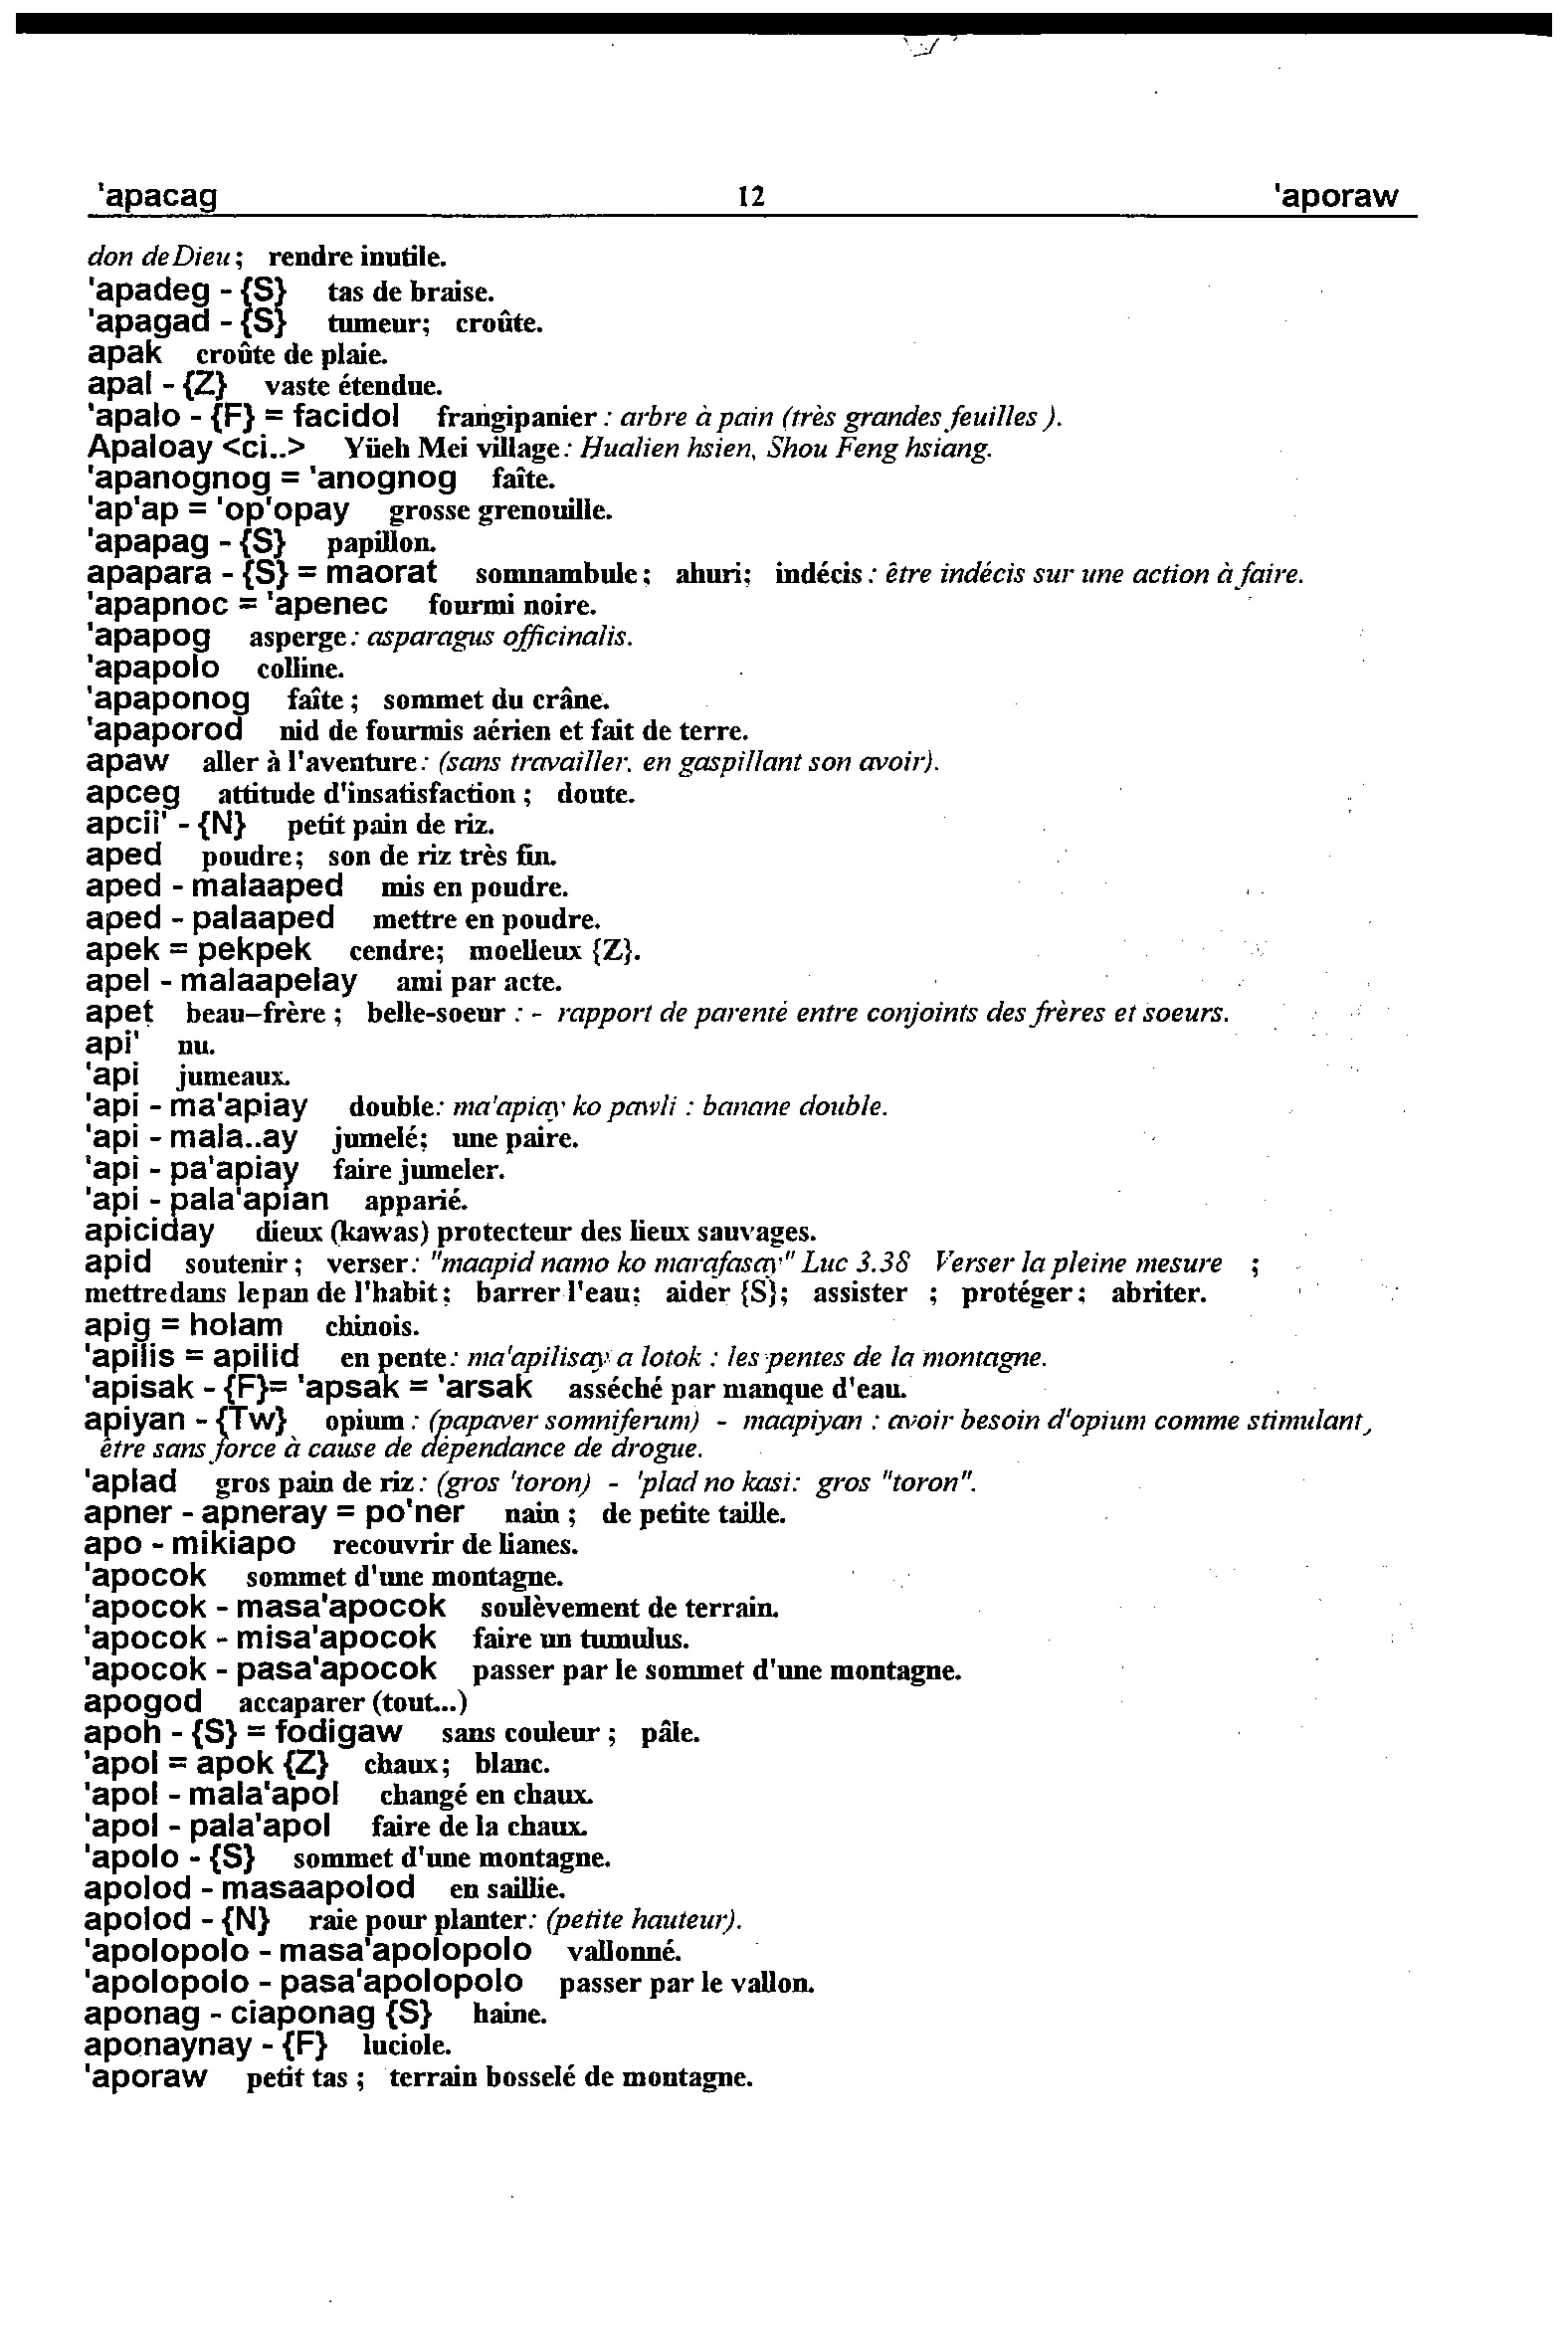 'apacag 12 'aporaw
don de Dieu ; rendre inutile.
'apadeg - {S} tas de braise.
'apagad - {S} tumeur; croûte.
apak croûte de plaie.
apal - {Z} vaste étendue.
'apalo - {F} = facidol frangipanier : arbre à pain (très grandes feuilles ).
Apaloay <ci..> Yüeh Mei village : Hualien hsien, Shou Feng hsiang.
'apanognog = 'anognog faîte.
'ap'ap = 'op'opay grosse grenouille.
'apapag - {S} papillon.
apapara - {S} = maorat somnambule ; ahuri; indécis : être indécis sur une action à faire.
'apapnoc = 'apenec fourmi noire.
'apapog asperge : asparagus officinalis.
'apapolo colline.
'apaponog faîte ; sommet du crâne.
'apaporod nid de fourmis aérien et fait de terre.
apaw aller à l'aventure : (sans travailler. en gaspillant son avoir).
apceg attitude d'insatisfaction ; doute.
apcii' - {N} petit pain de riz.
aped poudre; son de riz très fin.
aped - malaaped mis en poudre.
aped - palaaped mettre en poudre.
apek = pekpek cendre; moelleux {Z}.
apel - malaapelay ami par acte.
apet beau-frère ; belle-soeur : - rapport de parenté entre conjoints des frères et soeurs.
api' nu.
'api jumeaux.
'api - ma'apiay double : ma'apiay ko pawli : banane double.
'api - mala..ay jumelé; une paire.
'api - pa'apiay faire jumeler.
'api - pala'apian apparié.
apiciday dieux (kawas) protecteur des lieux sauvages.
apid soutenir ; verser : "maapid namo ko marafasay" Luc 3.38 Verser la pleine mesure ;
mettre dans le pan de l'habit ; barrer l'eau; aider {S}; assister ; protéger ; abriter.
apig = holam chinois.
'apilis = apilid en pente : ma'apilisay a lotok : les pentes de la montagne.
'apisak - {F}= 'apsak = 'arsak asséché par manque d'eau.
apiyan - {Tw} opium : (papaver somniferum) - maapiyan : avoir besoin d'opium comme stimulant,
être sans force à cause de dépendance de drogue.
'aplad gros pain de riz : (gros 'toron) - 'plad no kasi: gros "toron".
apner - apneray = po'ner nain ; de petite taille.
apo - mikiapo recouvrir de lianes.
'apocok sommet d'une montagne.
'apocok - masa'apocok soulèvement de terrain.
'apocok - misa'apocok faire un tumulus.
'apocok - pasa'apocok passer par le sommet d'une montagne.
apogod accaparer (tout...)
apoh - {S} = fodigaw sans couleur ; pâle.
'apol = apok {Z} chaux ; blanc.
'apol - mala'apol changé en chaux.
'apol - pala'apol faire de la chaux.
'apolo - {S} sommet d'une montagne.
apolod - masaapolod en saillie.
apolod - {N} raie pour planter : (petite hauteur).
'apolopolo - masa'apolopolo vallonné.
'apolopolo - pasa'apolopolo passer par le vallon.
aponag - ciaponag {S} haine.
aponaynay - {F} luciole.
'aporaw petit tas ; terrain bosselé de montagne.